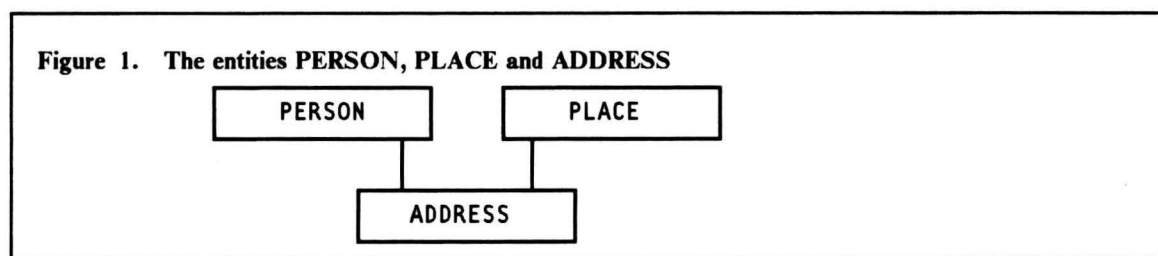 Figure 1. The entities PERSON, PLACE and ADDRESS
PERSON PLACE
ADDRESS